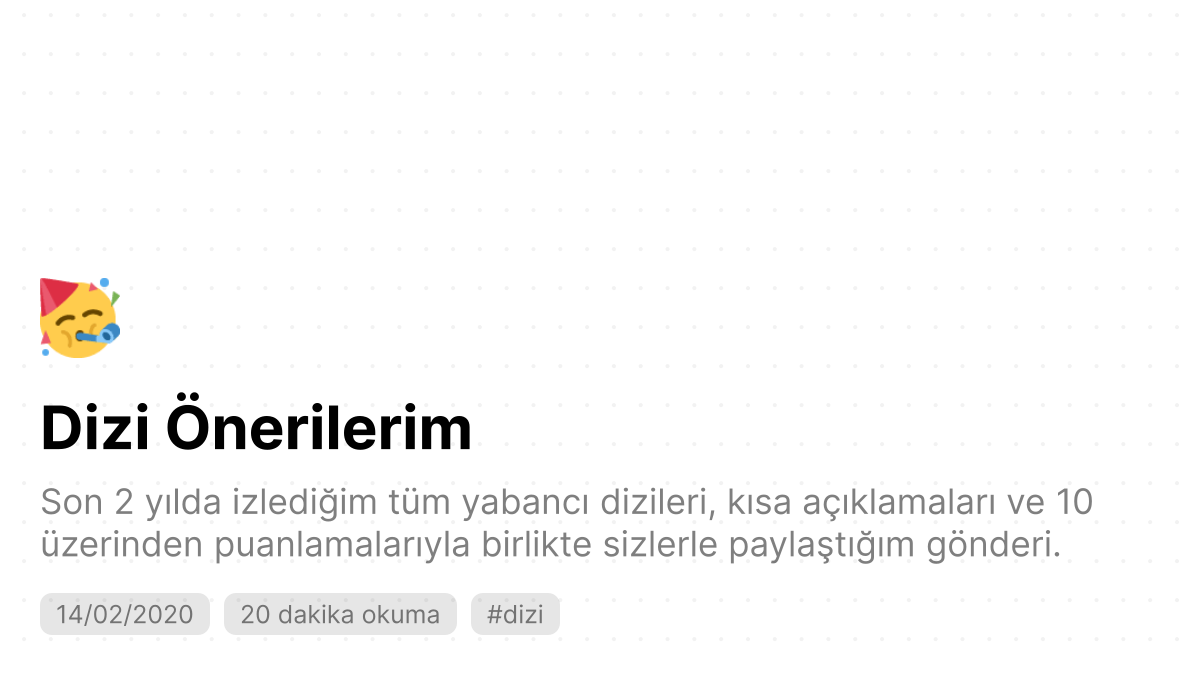 Dizi Önerilerim
Son 2 yılda izlediğim tüm yabancı dizileri, kısa açıklamaları ve 10
üzerinden puanlamalarıyla birlikte sizlerle paylaştığım gönderi.
14/02/2020 20 dakika okuma #dizi